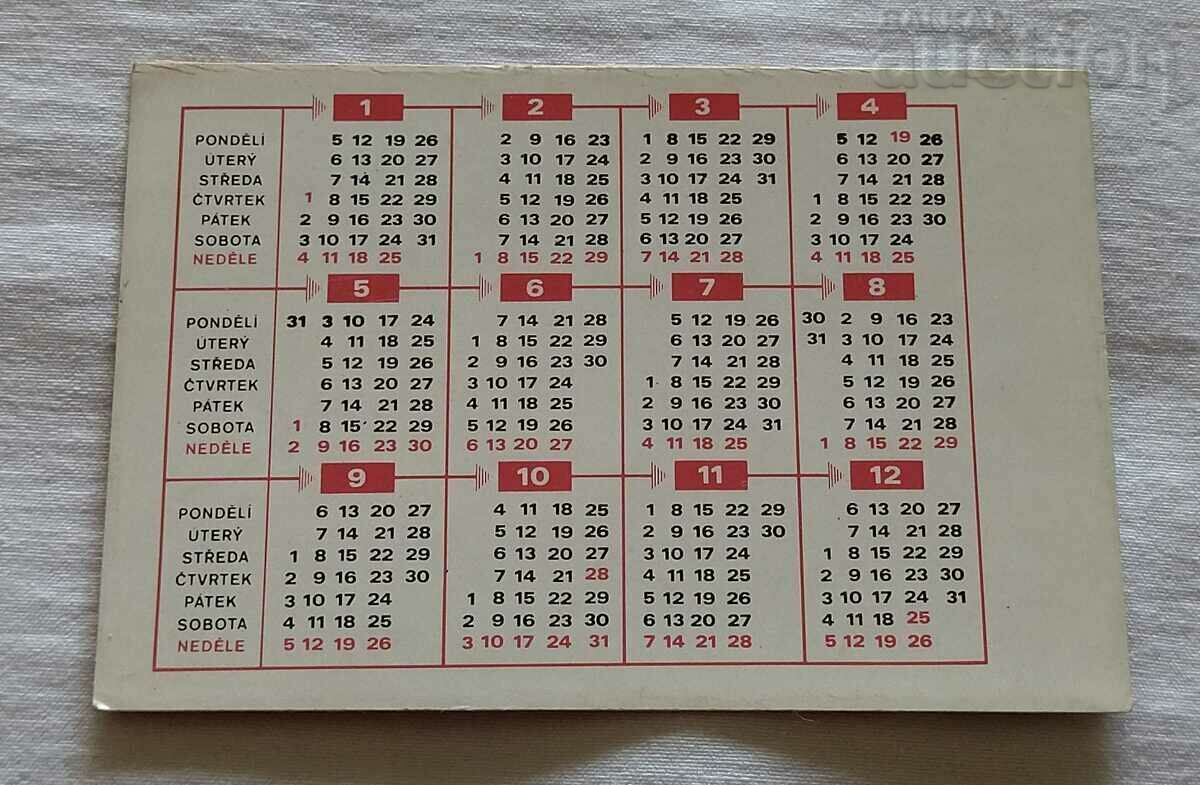 BALKAN
auction
1 2 3 4
PONDĚLÍ 5 12 19 26 2 9 16 23 1 8 15 22 29 5 12 19 26
ÚTERÝ 6 13 20 27 3 10 17 24 2 9 16 23 30 6 13 20 27
STŘEDA 7 14 21 28 4 11 18 25 3 10 17 24 31 7 14 21 28
ČTVRTEK 1 8 15 22 29 5 12 19 26 4 11 18 25 1 8 15 22 29
PÁTEK 2 9 16 23 30 6 13 20 27 5 12 19 26 2 9 16 23 30
SOBOTA 3 10 17 24 31 7 14 21 28 6 13 20 27 3 10 17 24
NEDĚLE 4 11 18 25 1 8 15 22 29 7 14 21 28 4 11 18 25
5 6 7 8
PONDĚLÍ 31 3 10 17 24 7 14 21 28 5 12 19 26 30 2 9 16 23
ÚTERÝ 4 11 18 25 1 8 15 22 29 6 13 20 27 31 3 10 17 24
STŘEDA 5 12 19 26 2 9 16 23 30 7 14 21 28 4 11 18 25
ČTVRTEK 6 13 20 27 3 10 17 24 1 8 15 22 29 5 12 19 26
PÁTEK 7 14 21 28 4 11 18 25 2 9 16 23 30 6 13 20 27
SOBOTA 1 8 15 22 29 5 12 19 26 3 10 17 24 31 7 14 21 28
NEDĚLE 2 9 16 23 30 6 13 20 27 4 11 18 25 1 8 15 22 29
9 10 11 12
PONDĚLÍ 6 13 20 27 4 11 18 25 1 8 15 22 29 6 13 20 27
ÚTERÝ 7 14 21 28 5 12 19 26 2 9 16 23 30 7 14 21 28
STŘEDA 1 8 15 22 29 6 13 20 27 3 10 17 24 1 8 15 22 29
ČTVRTEK 2 9 16 23 30 7 14 21 28 4 11 18 25 2 9 16 23 30
PÁTEK 3 10 17 24 1 8 15 22 29 5 12 19 26 3 10 17 24 31
SOBOTA 4 11 18 25 2 9 16 23 30 6 13 20 27 4 11 18 25
NEDĚLE 5 12 19 26 3 10 17 24 31 7 14 21 28 5 12 19 26